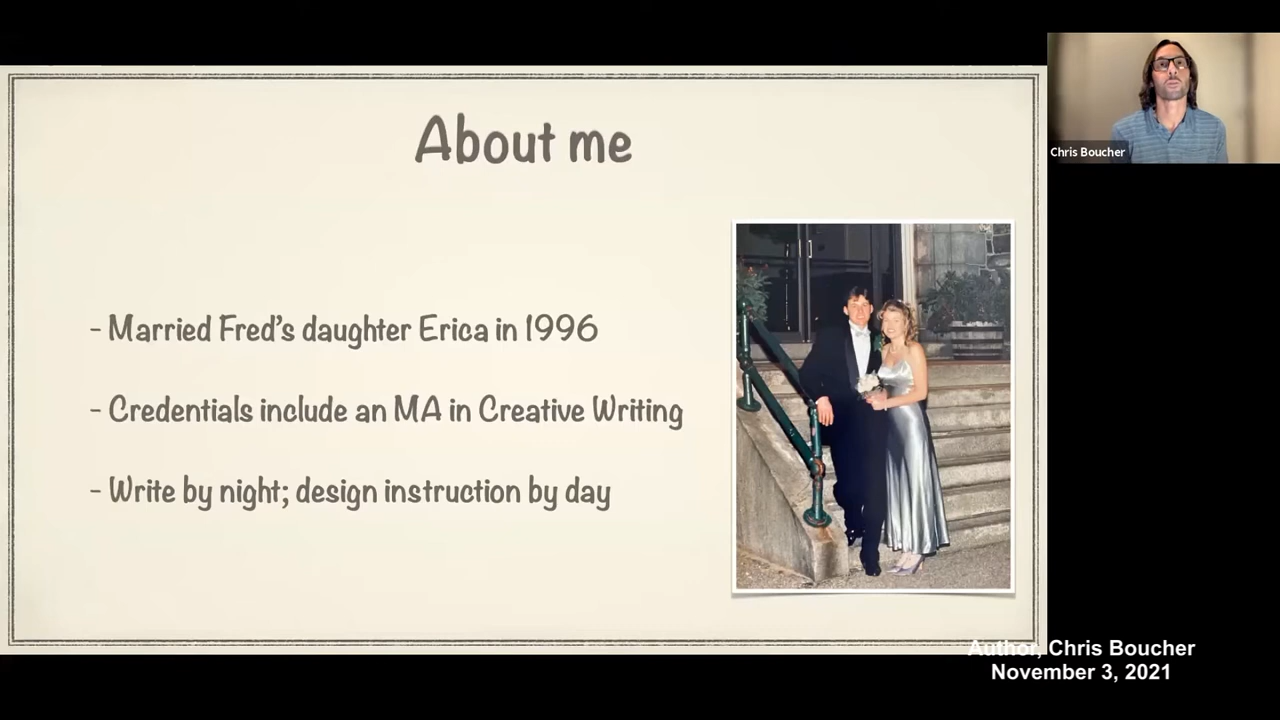 About me
- Married Fred's daughter Erica in 1996
- Credentials include an MA in Creative Writing
- Write by night; design instruction by day
Chris Boucher
Author, Chris Boucher
November 3, 2021